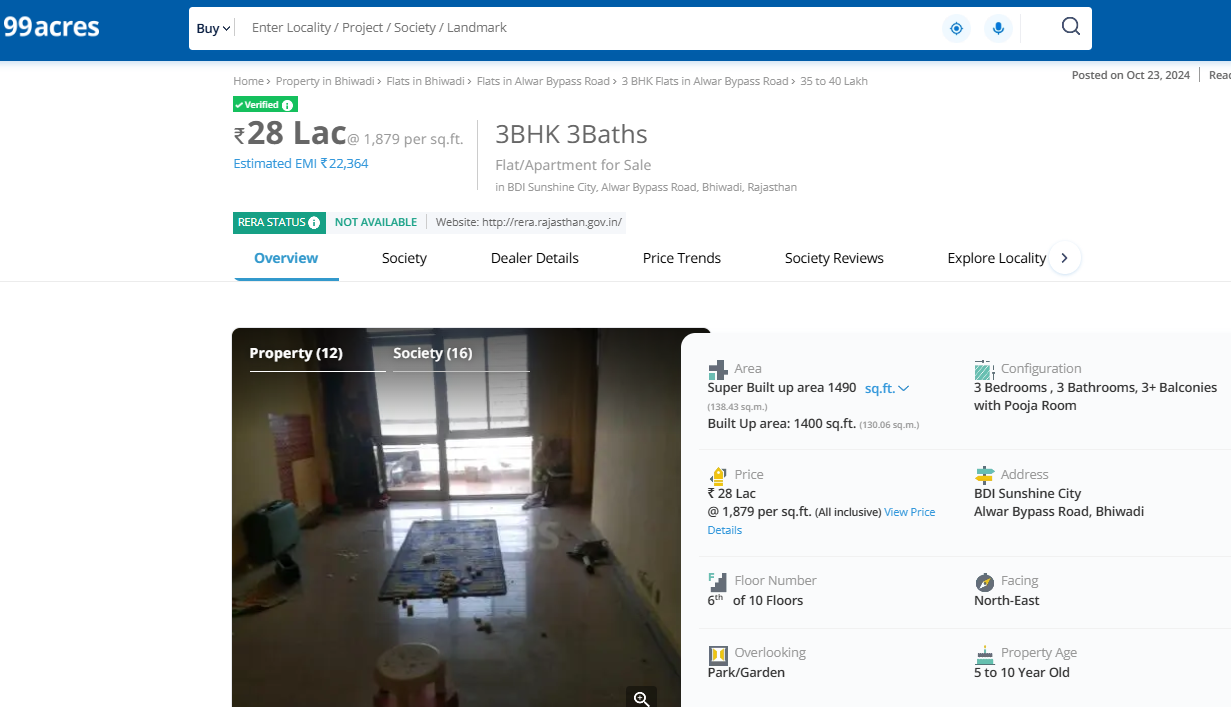 99acres
Buy
Enter Locality / Project / Society / Landmark
Home > Property in Bhiwadi > Flats in Bhiwadi > Flats in Alwar Bypass Road > 3 BHK Flats in Alwar Bypass Road > 35 to 40 Lakh
Posted on Oct 23, 2024
Verified
₹28 Lac @ 1,879 per sq.ft.
Estimated EMI ₹22,364
3BHK 3Baths
Flat/Apartment for Sale
in BDI Sunshine City, Alwar Bypass Road, Bhiwadi, Rajasthan
RERA STATUS NOT AVAILABLE Website: http://rera.rajasthan.gov.in/
Overview Society Dealer Details Price Trends Society Reviews Explore Locality
Property (12) Society (16)
Area
Super Built up area 1490 sq.ft.
(138.43 sq.m.)
Built Up area: 1400 sq.ft. (130.06 sq.m.)
Configuration
3 Bedrooms , 3 Bathrooms, 3+ Balconies
with Pooja Room
Price
₹ 28 Lac
@ 1,879 per sq.ft. (All inclusive) View Price
Details
Address
BDI Sunshine City
Alwar Bypass Road, Bhiwadi
Floor Number
6th of 10 Floors
Facing
North-East
Overlooking
Park/Garden
Property Age
5 to 10 Year Old